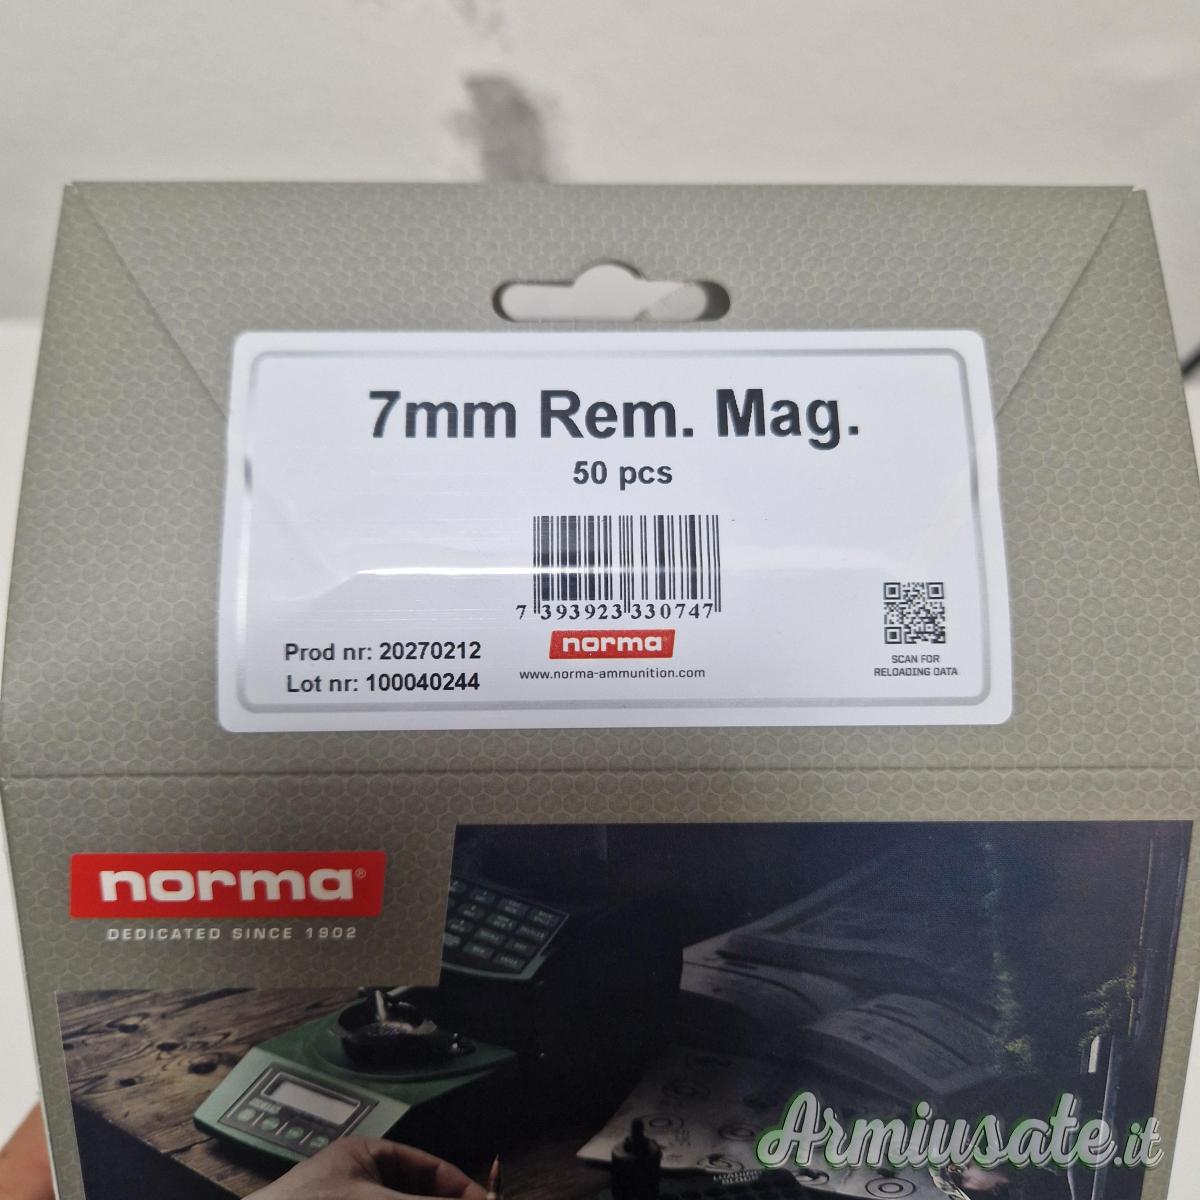 7mm Rem. Mag.
50 pcs
7 393923 330747
norma®
www.norma-ammunition.com
Prod nr: 20270212
Lot nr: 100040244
SCAN FOR
RELOADING DATA
norma®
DEDICATED SINCE 1902
LOADING
Armiusate.it